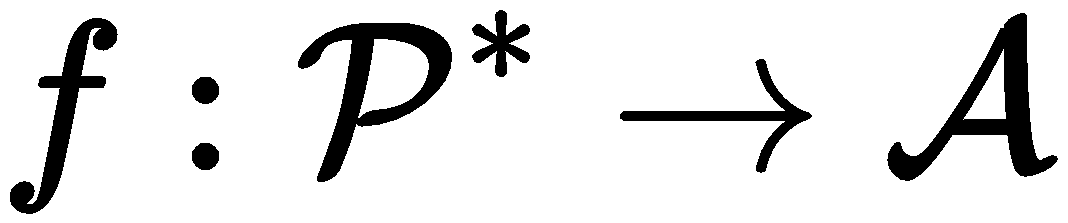 f : 𝒫* → 𝒜